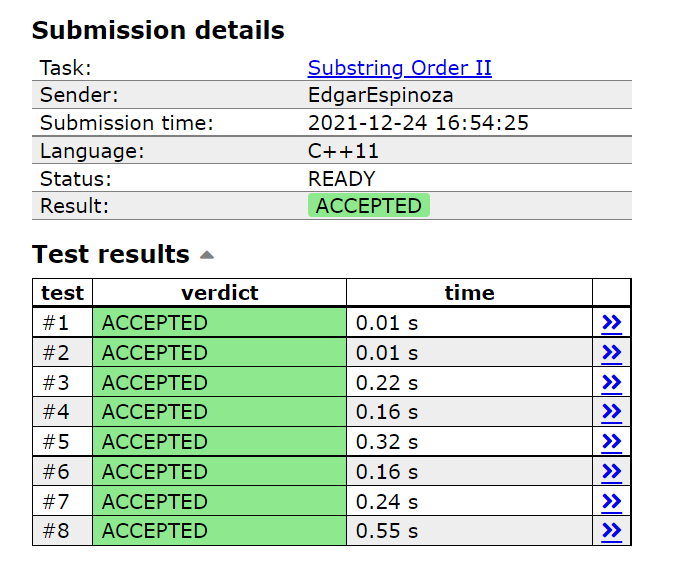 Submission details
Task: Substring Order II
Sender: EdgarEspinoza
Submission time: 2021-12-24 16:54:25
Language: C++11
Status: READY
Result: ACCEPTED
Test results
test verdict time
#1 ACCEPTED 0.01 s
#2 ACCEPTED 0.01 s
#3 ACCEPTED 0.22 s
#4 ACCEPTED 0.16 s
#5 ACCEPTED 0.32 s
#6 ACCEPTED 0.16 s
#7 ACCEPTED 0.24 s
#8 ACCEPTED 0.55 s